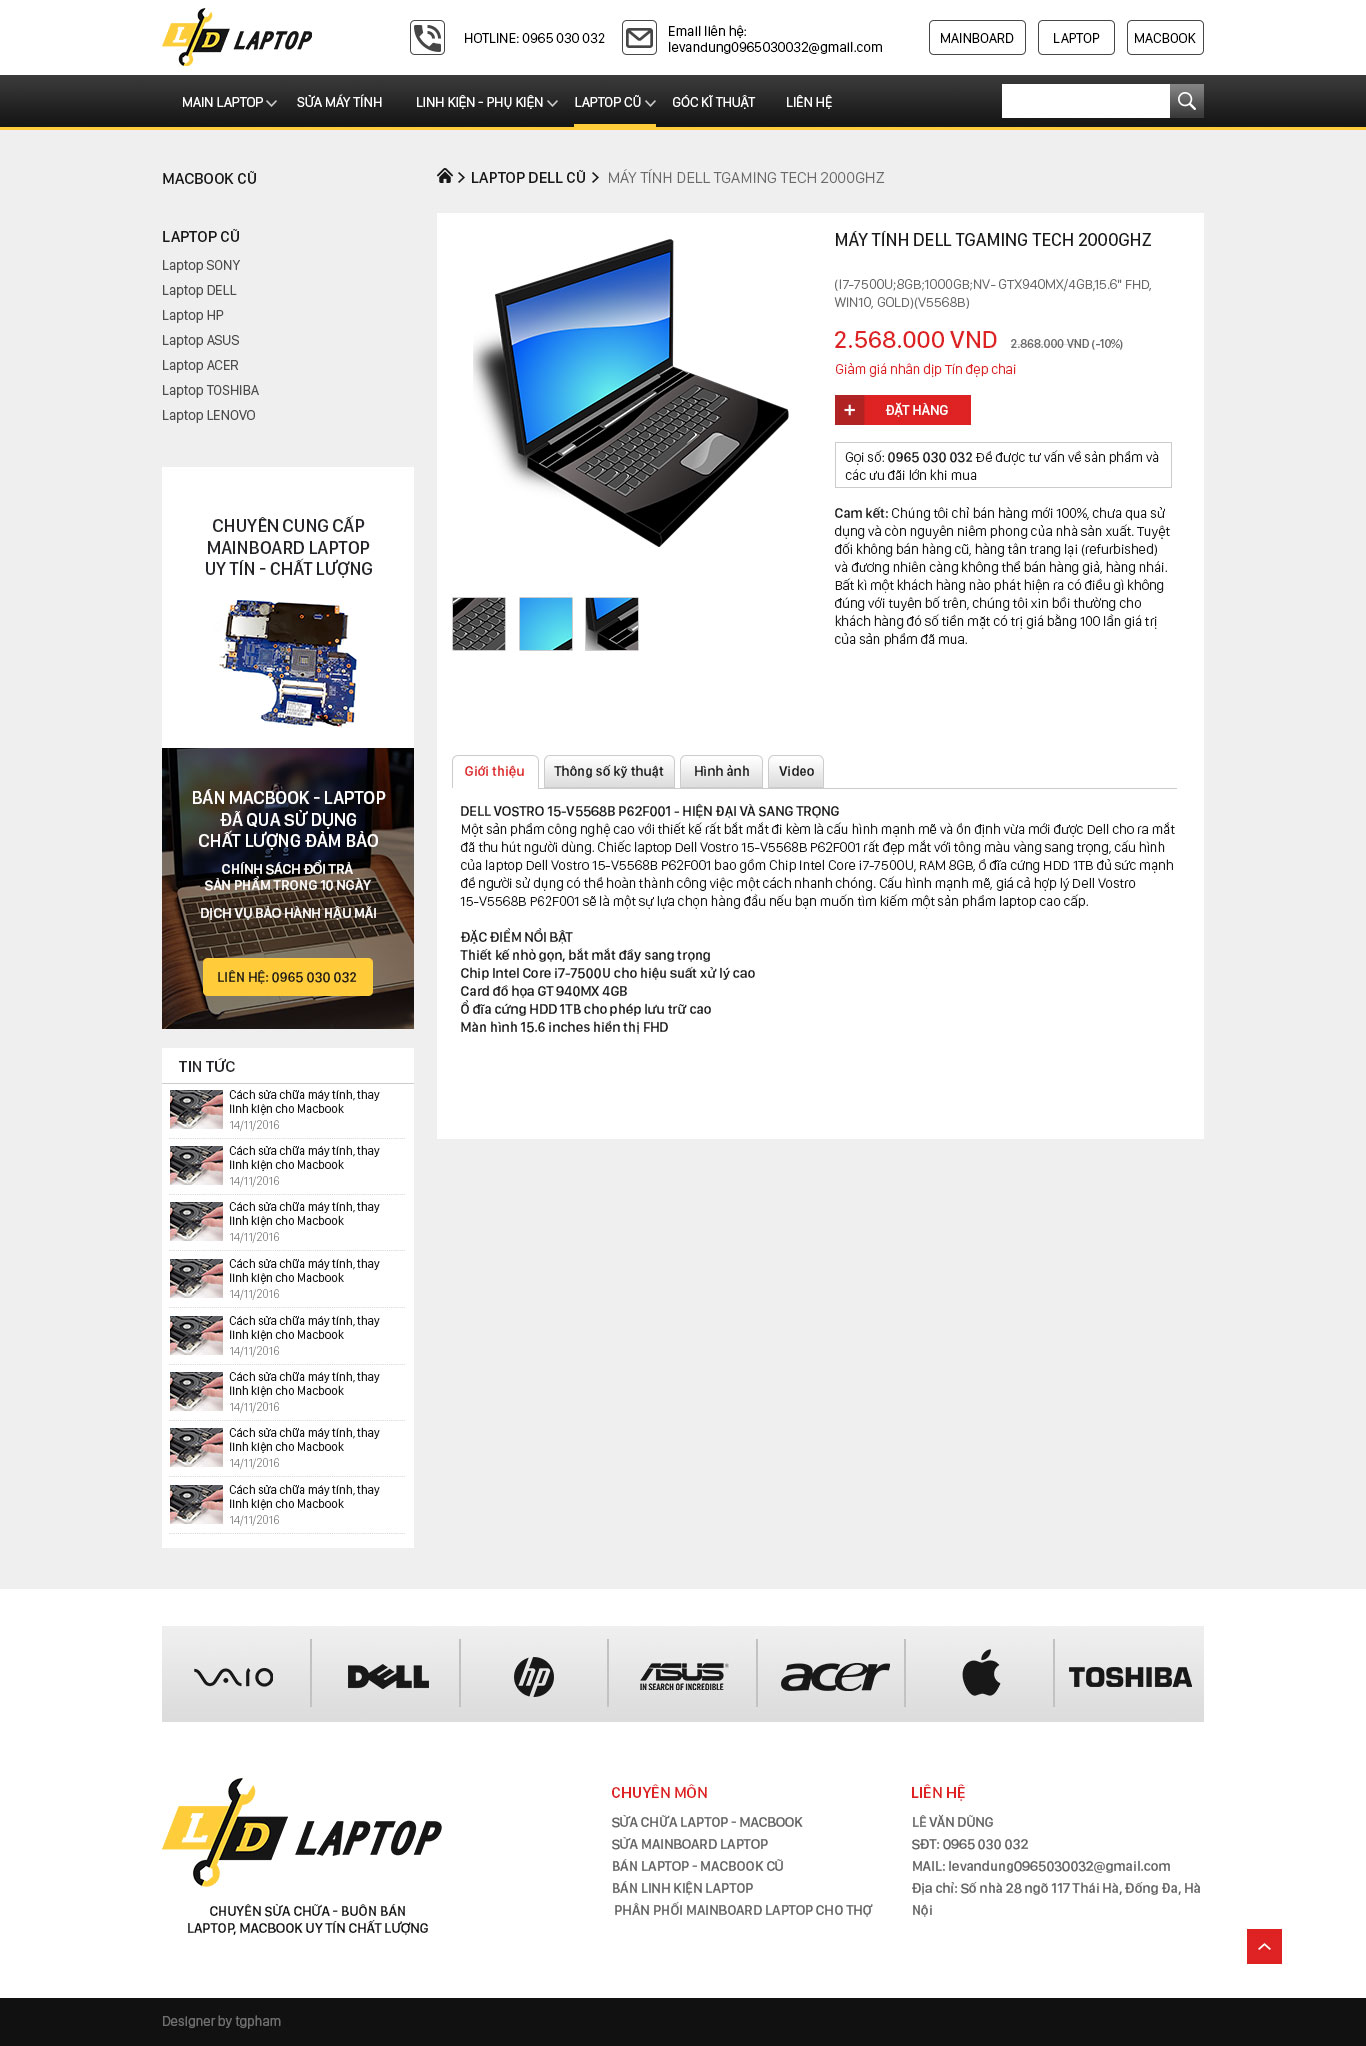 LD LAPTOP
HOTLINE: 0965 030 032
Email liên hệ:
levandung0965030032@gmail.com
MAINBOARD
LAPTOP
MACBOOK
MAIN LAPTOP
SỬA MÁY TÍNH
LINH KIỆN - PHỤ KIỆN
LAPTOP CŨ
GÓC KĨ THUẬT
LIÊN HỆ
MACBOOK CŨ
LAPTOP CŨ
Laptop SONY
Laptop DELL
Laptop HP
Laptop ASUS
Laptop ACER
Laptop TOSHIBA
Laptop LENOVO
CHUYÊN CUNG CẤP
MAINBOARD LAPTOP
UY TÍN - CHẤT LƯỢNG
BÁN MACBOOK - LAPTOP
ĐÃ QUA SỬ DỤNG
CHẤT LƯỢNG ĐẢM BẢO
CHÍNH SÁCH ĐỔI TRẢ
SẢN PHẨM TRONG 10 NGÀY
DỊCH VỤ BẢO HÀNH HẬU MÃI
LIÊN HỆ: 0965 030 032
TIN TỨC
Cách sửa chữa máy tính, thay
linh kiện cho Macbook
14/11/2016
Cách sửa chữa máy tính, thay
linh kiện cho Macbook
14/11/2016
Cách sửa chữa máy tính, thay
linh kiện cho Macbook
14/11/2016
Cách sửa chữa máy tính, thay
linh kiện cho Macbook
14/11/2016
Cách sửa chữa máy tính, thay
linh kiện cho Macbook
14/11/2016
Cách sửa chữa máy tính, thay
linh kiện cho Macbook
14/11/2016
Cách sửa chữa máy tính, thay
linh kiện cho Macbook
14/11/2016
Cách sửa chữa máy tính, thay
linh kiện cho Macbook
14/11/2016
LAPTOP DELL CŨ
MÁY TÍNH DELL TGAMING TECH 2000GHZ
MÁY TÍNH DELL TGAMING TECH 2000GHZ
(I7-7500U;8GB;1000GB;NV- GTX940MX/4GB,15.6" FHD,
WIN10, GOLD)(V5568B)
2.568.000 VND
2.868.000 VND (-10%)
Giảm giá nhân dịp Tín đẹp chai
+ ĐẶT HÀNG
Gọi số: 0965 030 032 Để được tư vấn về sản phẩm và
các ưu đãi lớn khi mua
Cam kết: Chúng tôi chỉ bán hàng mới 100%, chưa qua sử
dụng và còn nguyên niêm phong của nhà sản xuất. Tuyệt
đối không bán hàng cũ, hàng tân trang lại (refurbished)
và đương nhiên càng không thể bán hàng giả, hàng nhái.
Bất kì một khách hàng nào phát hiện ra có điều gì không
đúng với tuyên bố trên, chúng tôi xin bồi thường cho
khách hàng đó số tiền mặt có trị giá bằng 100 lần giá trị
của sản phẩm đã mua.
Giới thiệu
Thông số kỹ thuật
Hình ảnh
Video
DELL VOSTRO 15-V5568B P62F001 - HIỆN ĐẠI VÀ SANG TRỌNG
Một sản phẩm công nghệ cao với thiết kế rất bắt mắt đi kèm là cấu hình mạnh mẽ và ổn định vừa mới được Dell cho ra mắt
đã thu hút người dùng. Chiếc laptop Dell Vostro 15-V5568B P62F001 rất đẹp mắt với tông màu vàng sang trọng, cấu hình
của laptop Dell Vostro 15-V5568B P62F001 bao gồm Chip Intel Core i7-7500U, RAM 8GB, ổ đĩa cứng HDD 1TB đủ sức mạnh
để người sử dụng có thể hoàn thành công việc một cách nhanh chóng. Cấu hình mạnh mẽ, giá cả hợp lý Dell Vostro
15-V5568B P62F001 sẽ là một sự lựa chọn hàng đầu nếu bạn muốn tìm kiếm một sản phẩm laptop cao cấp.
ĐẶC ĐIỂM NỔI BẬT
Thiết kế nhỏ gọn, bắt mắt đầy sang trọng
Chip Intel Core i7-7500U cho hiệu suất xử lý cao
Card đồ họa GT 940MX 4GB
Ổ đĩa cứng HDD 1TB cho phép lưu trữ cao
Màn hình 15.6 inches hiển thị FHD
VAIO
DELL
hp
ASUS
IN SEARCH OF INCREDIBLE
acer
TOSHIBA
LD LAPTOP
CHUYÊN SỬA CHỮA - BUÔN BÁN
LAPTOP, MACBOOK UY TÍN CHẤT LƯỢNG
CHUYÊN MÔN
SỬA CHỮA LAPTOP - MACBOOK
SỬA MAINBOARD LAPTOP
BÁN LAPTOP - MACBOOK CŨ
BÁN LINH KIỆN LAPTOP
PHÂN PHỐI MAINBOARD LAPTOP CHO THỢ
LIÊN HỆ
LÊ VĂN DŨNG
SĐT: 0965 030 032
MAIL: levandung0965030032@gmail.com
Địa chỉ: Số nhà 28 ngõ 117 Thái Hà, Đống Đa, Hà
Nội
Designer by tgpham